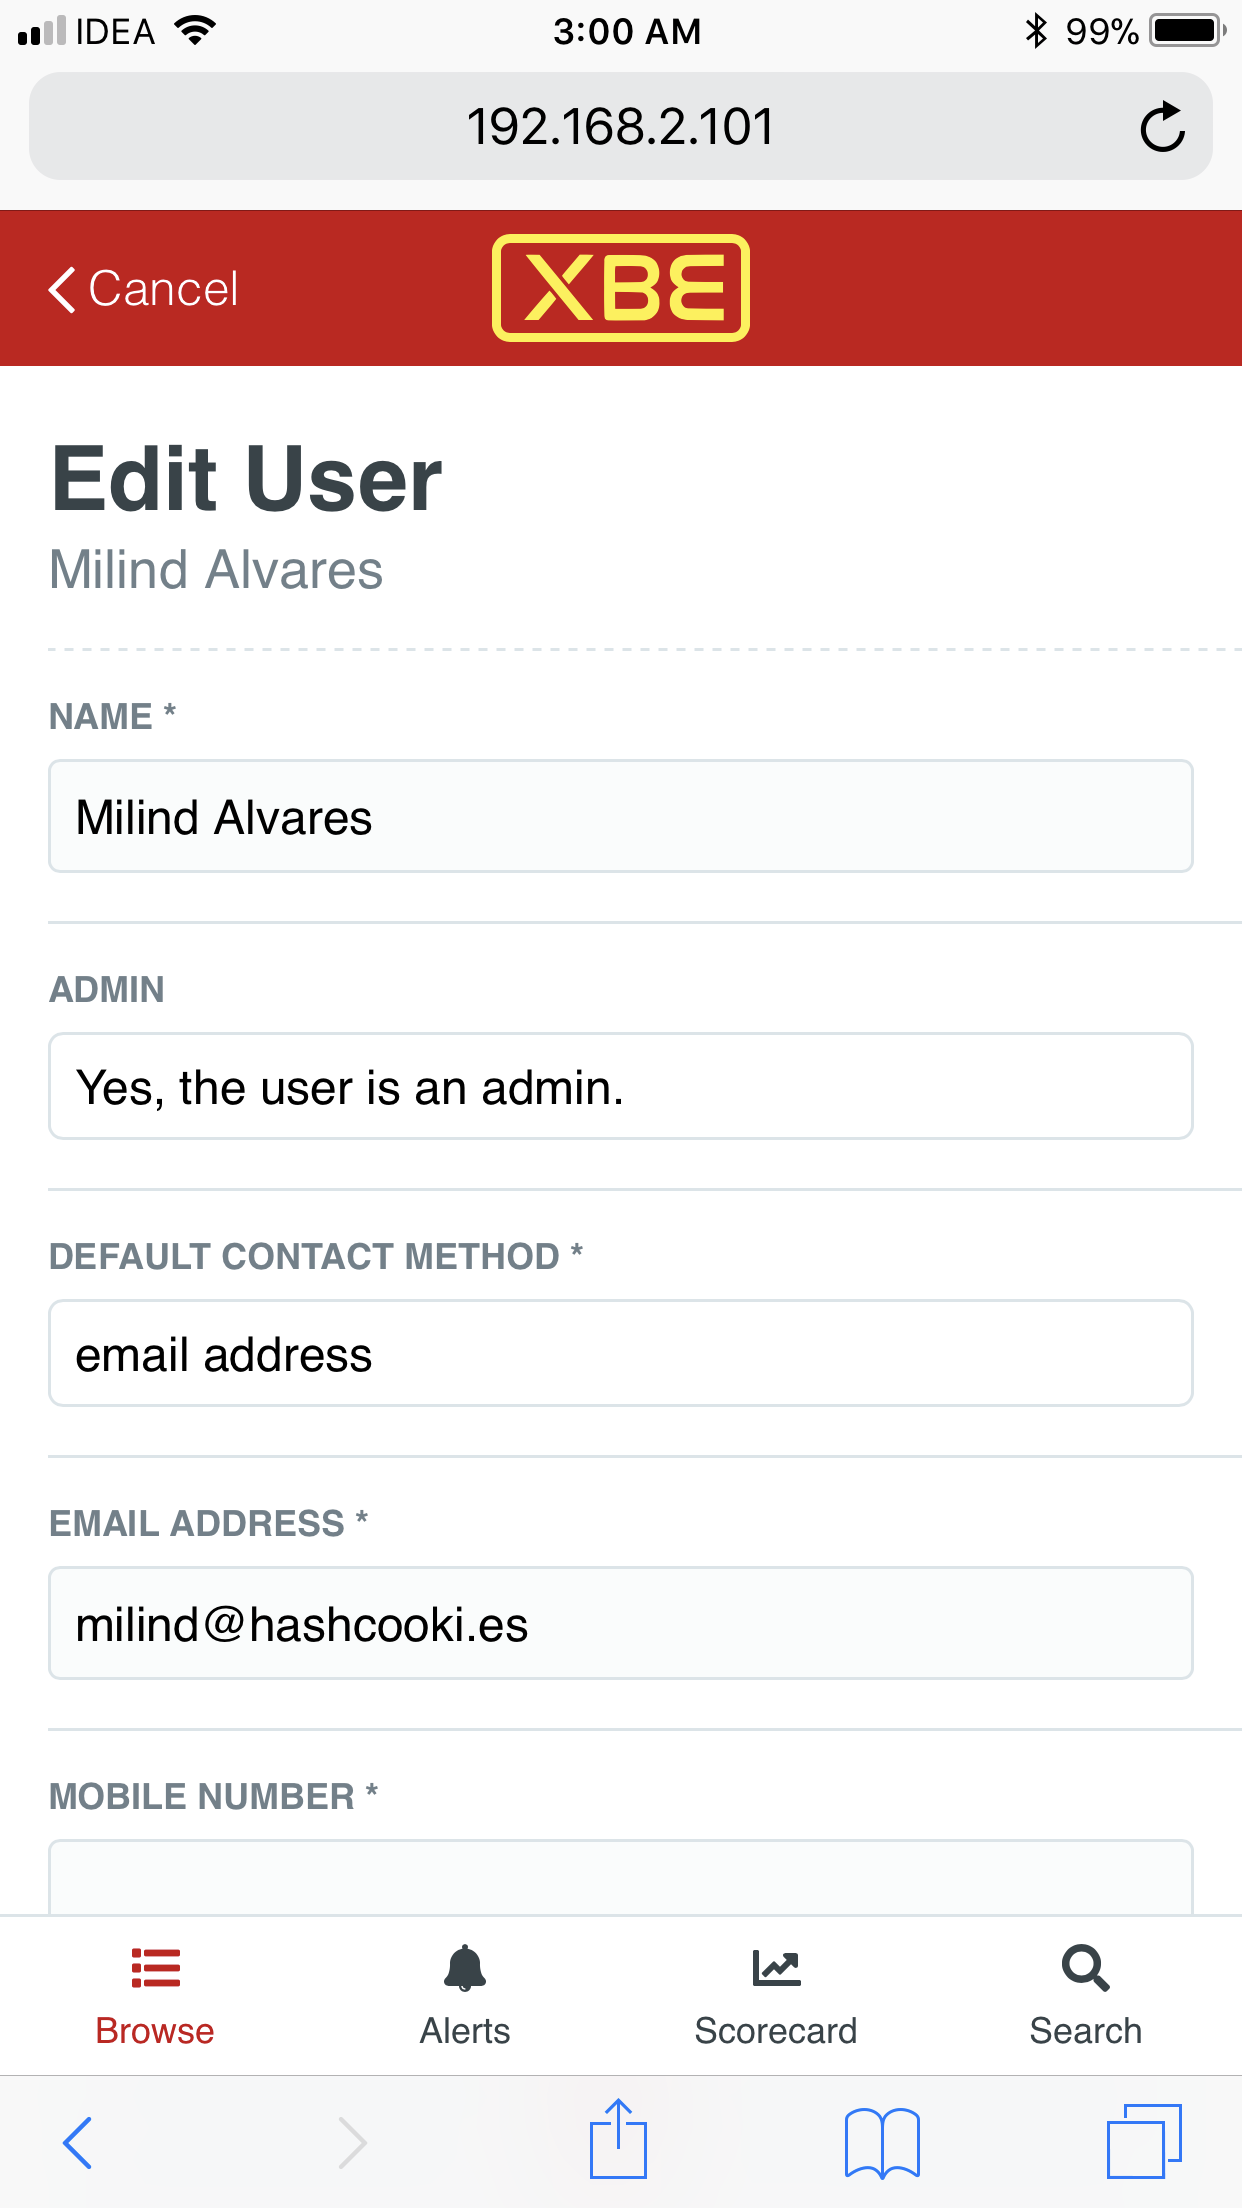 IDEA 3:00 AM 99%
192.168.2.101
Cancel XBE
Edit User
Milind Alvares
NAME *
Milind Alvares
ADMIN
Yes, the user is an admin.
DEFAULT CONTACT METHOD *
email address
EMAIL ADDRESS *
milind@hashcooki.es
MOBILE NUMBER *
Browse Alerts Scorecard Search